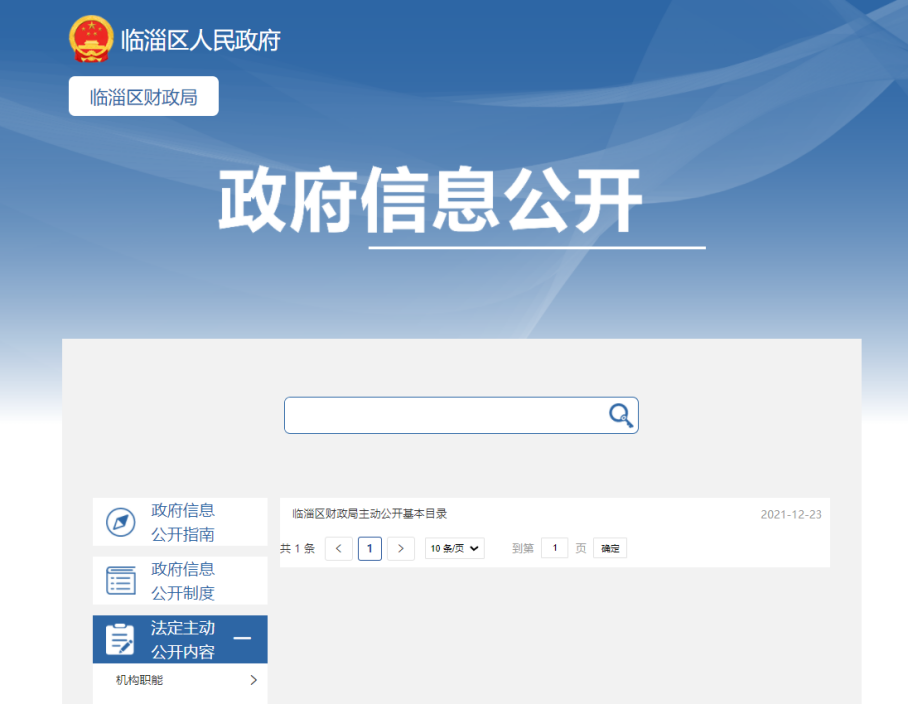 临淄区人民政府
临淄区财政局
政府信息公开
政府信息
公开指南
政府信息
公开制度
法定主动
公开内容
机构职能
临淄区财政局主动公开基本目录 2021-12-23
共 1 条 1 10 条/页 到第 1 页 确定